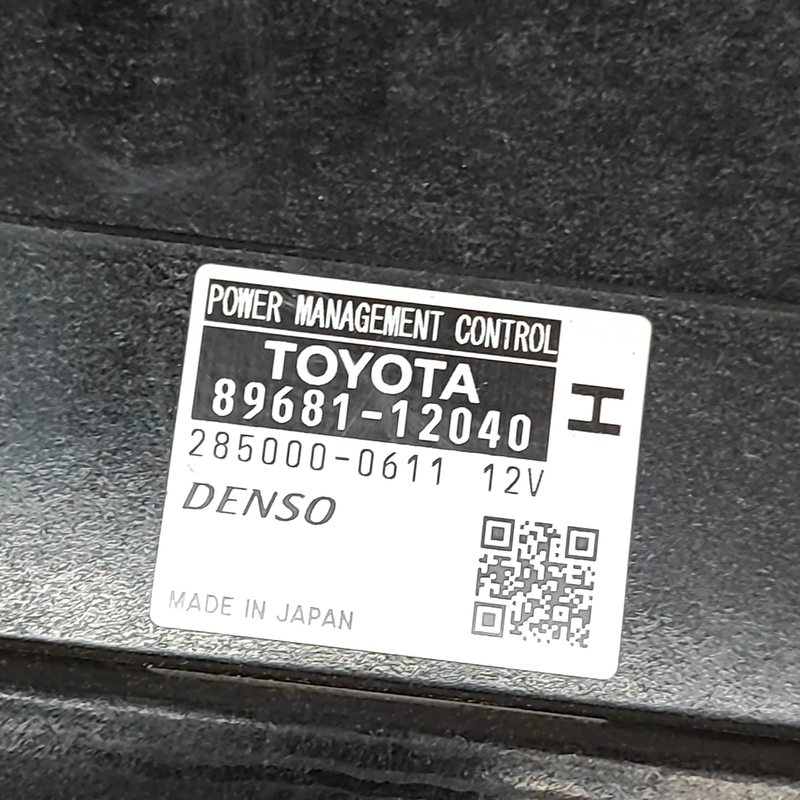 POWER MANAGEMENT CONTROL
TOYOTA
89681-12040
H
285000-0611 12V
DENSO
MADE IN JAPAN